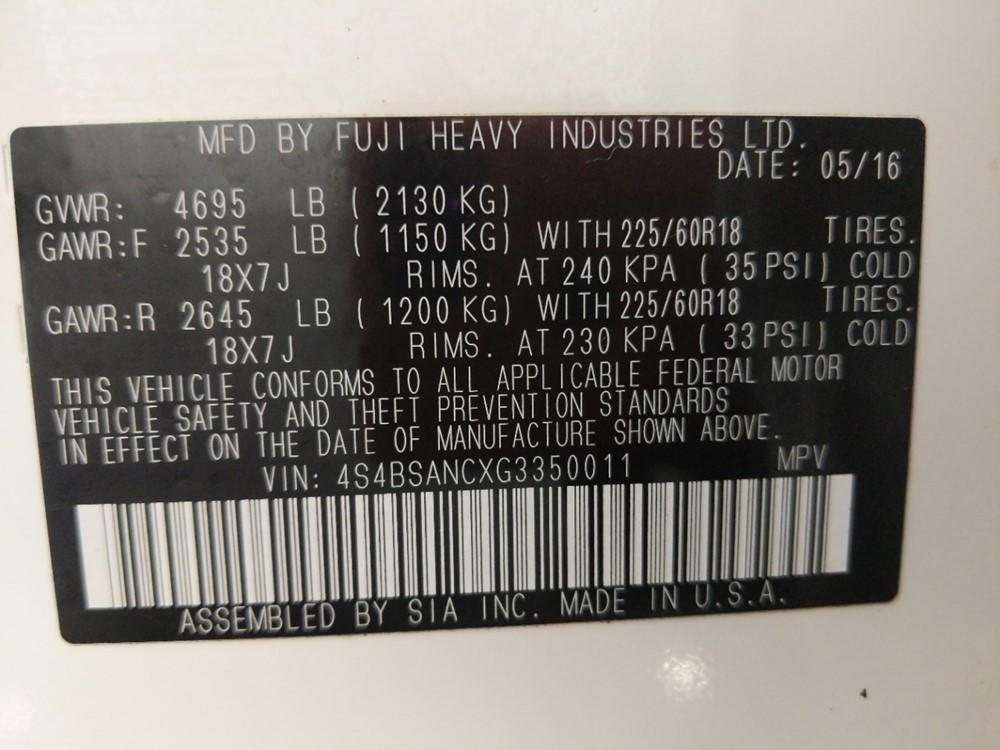 MFD BY FUJI HEAVY INDUSTRIES LTD.
DATE: 05/16
GVWR: 4695 LB ( 2130 KG)
GAWR:F 2535 LB ( 1150 KG) WITH 225/60R18 TIRES.
18X7J RIMS. AT 240 KPA ( 35 PSI) COLD
GAWR:R 2645 LB ( 1200 KG) WITH 225/60R18 TIRES.
18X7J RIMS. AT 230 KPA ( 33 PSI) COLD
THIS VEHICLE CONFORMS TO ALL APPLICABLE FEDERAL MOTOR
VEHICLE SAFETY AND THEFT PREVENTION STANDARDS
IN EFFECT ON THE DATE OF MANUFACTURE SHOWN ABOVE.
VIN: 4S4BSANCXG3350011 MPV
ASSEMBLED BY SIA INC. MADE IN U.S.A.